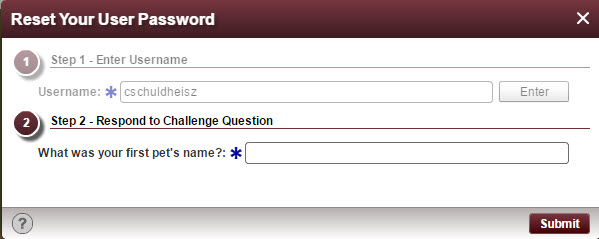 Reset Your User Password ×
1 Step 1 - Enter Username
Username: * cschuldheisz Enter
2 Step 2 - Respond to Challenge Question
What was your first pet's name?: *
? Submit